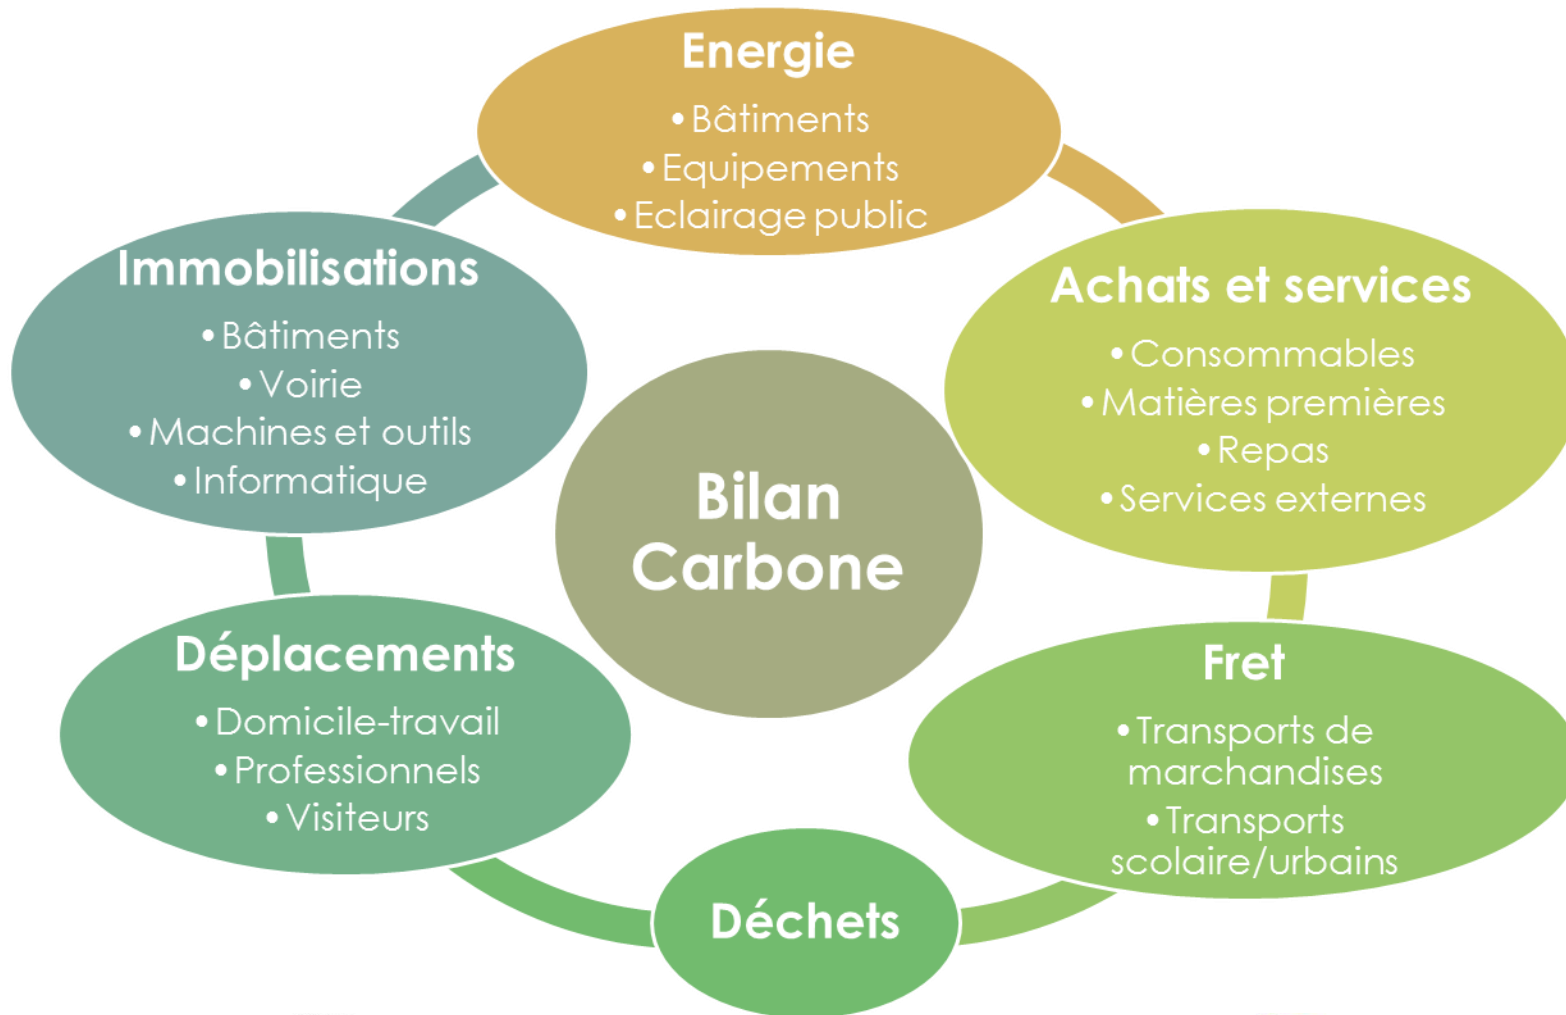 Energie
•Bâtiments
•Equipements
•Eclairage public
Achats et services
•Consommables
•Matières premières
•Repas
•Services externes
Fret
•Transports de
marchandises
•Transports
scolaire/urbains
Déchets
Déplacements
•Domicile-travail
•Professionnels
•Visiteurs
Immobilisations
•Bâtiments
•Voirie
•Machines et outils
•Informatique
Bilan
Carbone